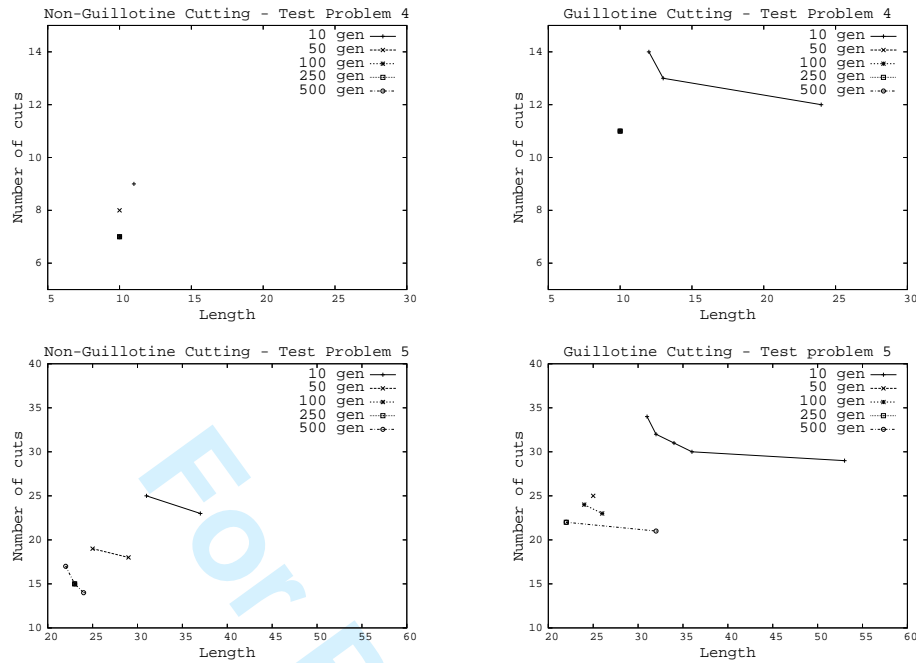 Non-Guillotine Cutting - Test Problem 4
14
12
10
8
6
Number of cuts
10 gen
50 gen
100 gen
250 gen
500 gen
5 10 15 20 25 30
Length
Guillotine Cutting - Test Problem 4
14
12
10
8
6
Number of cuts
10 gen
50 gen
100 gen
250 gen
500 gen
5 10 15 20 25 30
Length
Non-Guillotine Cutting - Test Problem 5
40
35
30
25
20
15
10
Number of cuts
10 gen
50 gen
100 gen
250 gen
500 gen
20 25 30 35 40 45 50 55 60
Length
Guillotine Cutting - Test problem 5
40
35
30
25
20
15
10
Number of cuts
10 gen
50 gen
100 gen
250 gen
500 gen
20 25 30 35 40 45 50 55 60
Length
For